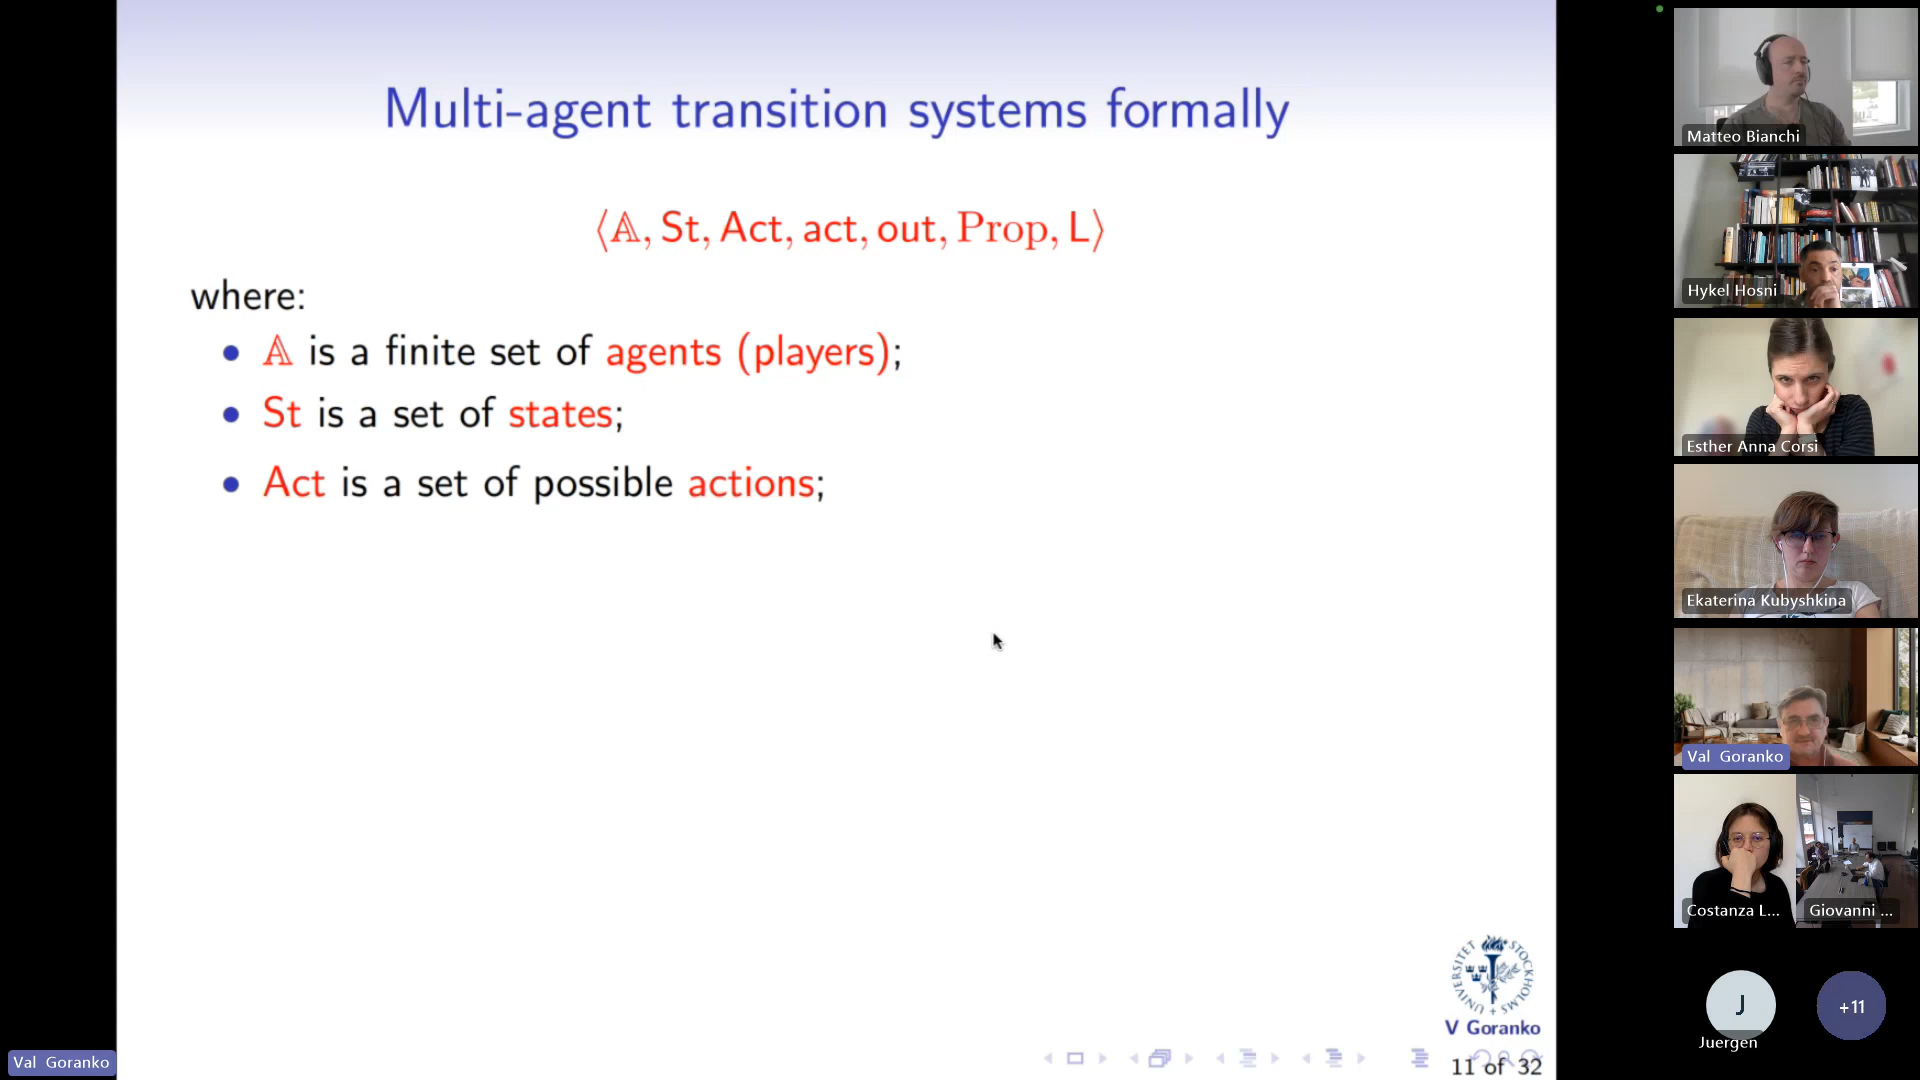 Multi-agent transition systems formally
⟨𝔸, St, Act, act, out, Prop, L⟩
where:
• 𝔸 is a finite set of agents (players);
• St is a set of states;
• Act is a set of possible actions;
UNIVERSITET STOCKHOLMS
V Goranko
11 of 32
Val Goranko
Matteo Bianchi
Hykel Hosni
Esther Anna Corsi
Ekaterina Kubyshkina
Val Goranko
Costanza L...
Giovanni ...
J
Juergen
+11